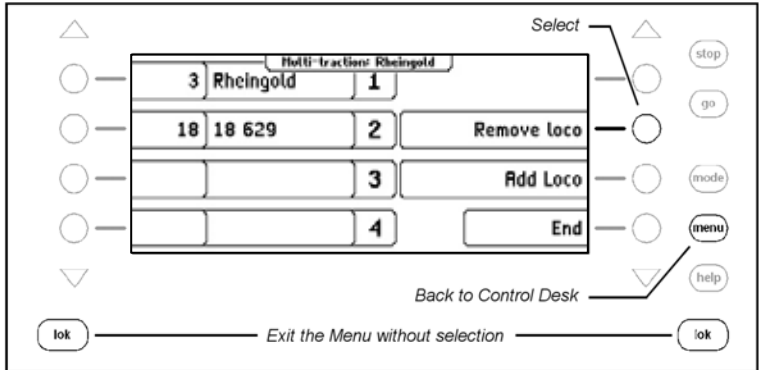 Select
stop
Multi-traction: Rheingold
3 Rheingold 1
go
18 18 629 2 Remove loco
3 Add Loco
mode
4 End
menu
help
Back to Control Desk
lok Exit the Menu without selection lok